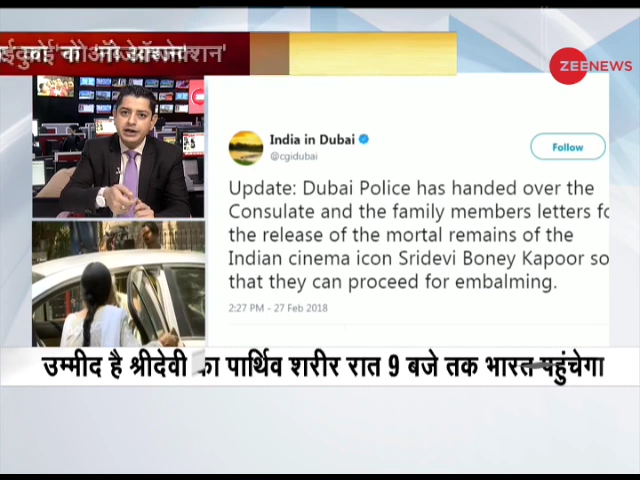 ZEENEWS
India in Dubai
@cgidubai
Follow
Update: Dubai Police has handed over the
Consulate and the family members letters fo
the release of the mortal remains of the
Indian cinema icon Sridevi Boney Kapoor so
that they can proceed for embalming.
2:27 PM - 27 Feb 2018
उम्मीद है श्रीदेवी का पार्थिव शरीर रात 9 बजे तक भारत पहुंचेगा